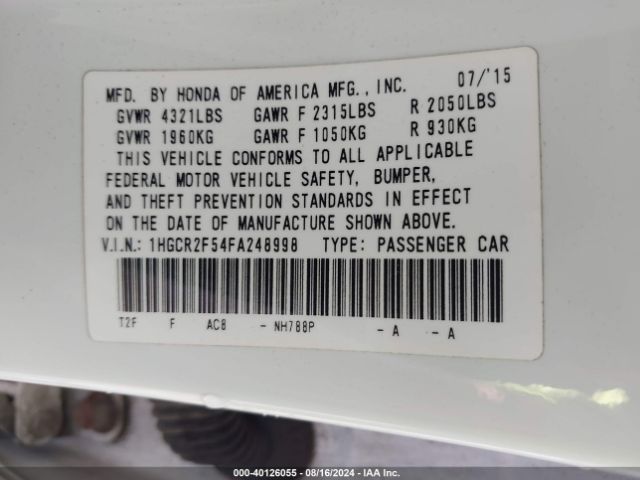 MFD. BY HONDA OF AMERICA MFG., INC. 07/'15
GVWR 4321LBS GAWR F 2315LBS R 2050LBS
GVWR 1960KG GAWR F 1050KG R 930KG
THIS VEHICLE CONFORMS TO ALL APPLICABLE
FEDERAL MOTOR VEHICLE SAFETY, BUMPER,
AND THEFT PREVENTION STANDARDS IN EFFECT
ON THE DATE OF MANUFACTURE SHOWN ABOVE.
V.I.N.: 1HGCR2F54FA248998 TYPE: PASSENGER CAR
T2F F AC8 - NH788P - A - A
000-40126055 - 08/16/2024 - IAA Inc.